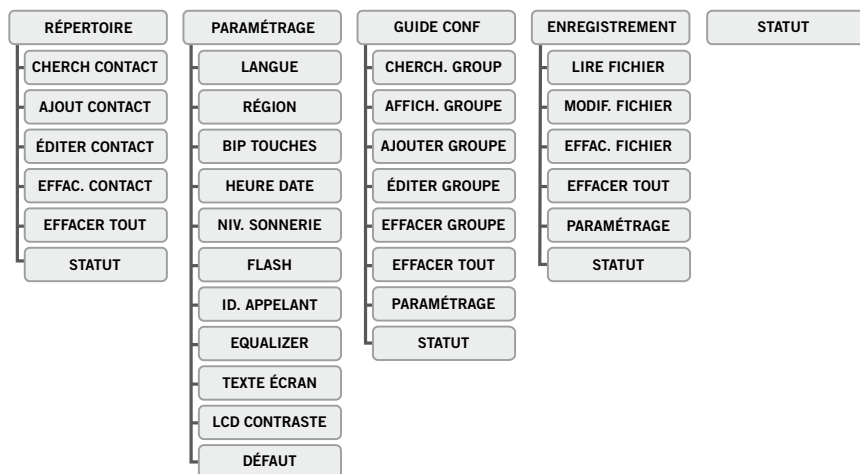 RÉPERTOIRE
CHERCH CONTACT
AJOUT CONTACT
ÉDITER CONTACT
EFFAC. CONTACT
EFFACER TOUT
STATUT
PARAMÉTRAGE
LANGUE
RÉGION
BIP TOUCHES
HEURE DATE
NIV. SONNERIE
FLASH
ID. APPELANT
EQUALIZER
TEXTE ÉCRAN
LCD CONTRASTE
DÉFAUT
GUIDE CONF
CHERCH. GROUP
AFFICH. GROUPE
AJOUTER GROUPE
ÉDITER GROUPE
EFFACER GROUPE
EFFACER TOUT
PARAMÉTRAGE
STATUT
ENREGISTREMENT
LIRE FICHIER
MODIF. FICHIER
EFFAC. FICHIER
EFFACER TOUT
PARAMÉTRAGE
STATUT
STATUT